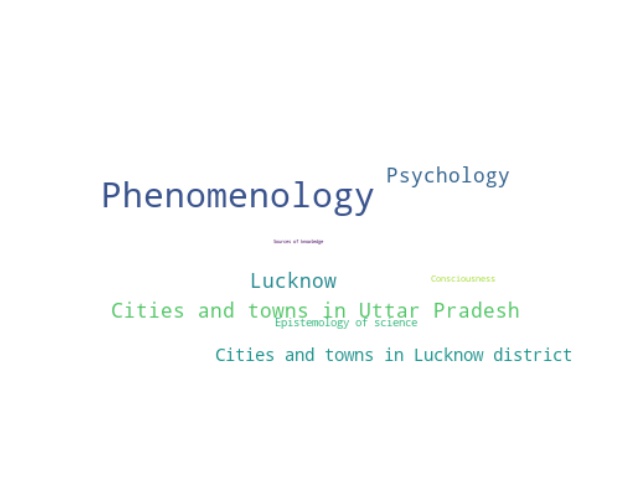 Psychology
Phenomenology
Sources of knowledge
Consciousness
Lucknow
Cities and towns in Uttar Pradesh
Epistemology of science
Cities and towns in Lucknow district